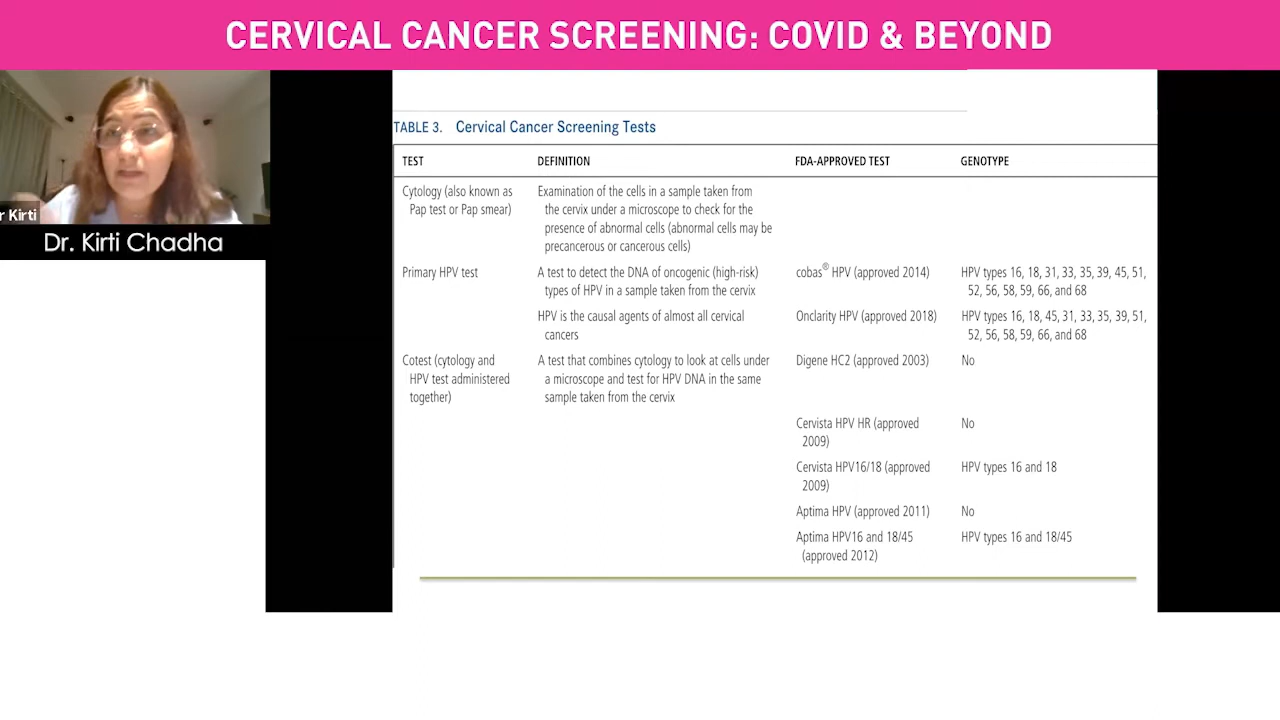 CERVICAL CANCER SCREENING: COVID & BEYOND
r Kirti
Dr. Kirti Chadha
TABLE 3. Cervical Cancer Screening Tests
TEST DEFINITION FDA-APPROVED TEST GENOTYPE
Cytology (also known as
Pap test or Pap smear)
Examination of the cells in a sample taken from
the cervix under a microscope to check for the
presence of abnormal cells (abnormal cells may be
precancerous or cancerous cells)
Primary HPV test
A test to detect the DNA of oncogenic (high-risk)
types of HPV in a sample taken from the cervix
cobas® HPV (approved 2014)
HPV types 16, 18, 31, 33, 35, 39, 45, 51,
52, 56, 58, 59, 66, and 68
HPV is the causal agents of almost all cervical
cancers
Onclarity HPV (approved 2018)
HPV types 16, 18, 45, 31, 33, 35, 39, 51,
52, 56, 58, 59, 66, and 68
Cotest (cytology and
HPV test administered
together)
A test that combines cytology to look at cells under
a microscope and test for HPV DNA in the same
sample taken from the cervix
Digene HC2 (approved 2003)
No
Cervista HPV HR (approved
2009)
No
Cervista HPV16/18 (approved
2009)
HPV types 16 and 18
Aptima HPV (approved 2011)
No
Aptima HPV16 and 18/45
(approved 2012)
HPV types 16 and 18/45